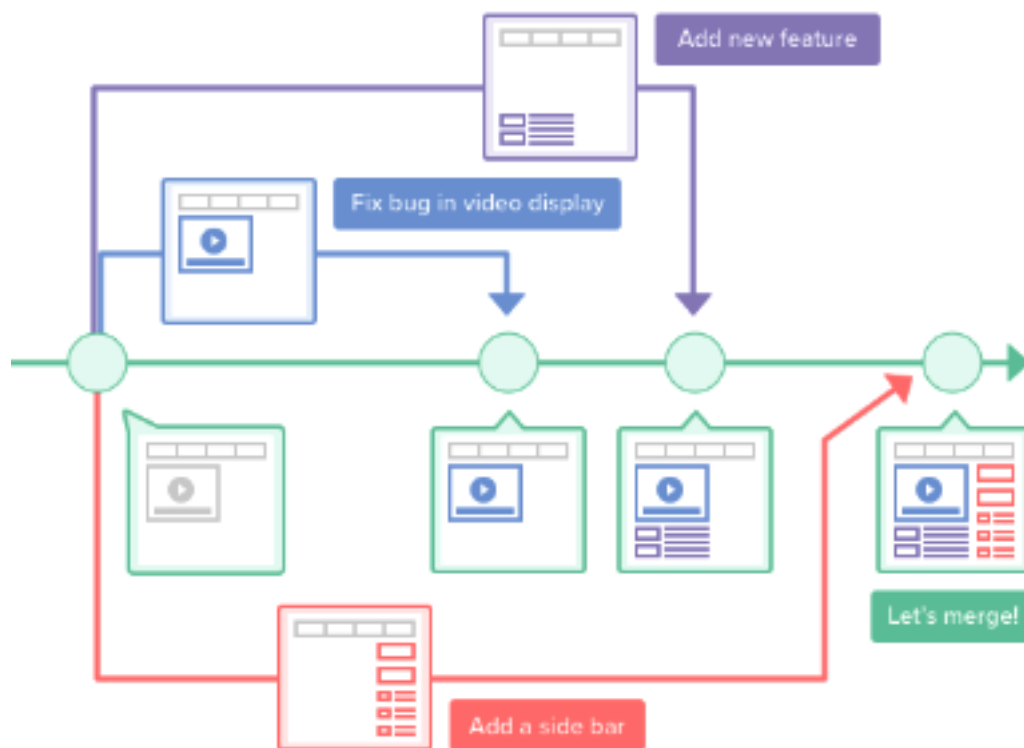 Add new feature
Fix bug in video display
Let's merge!
Add a side bar